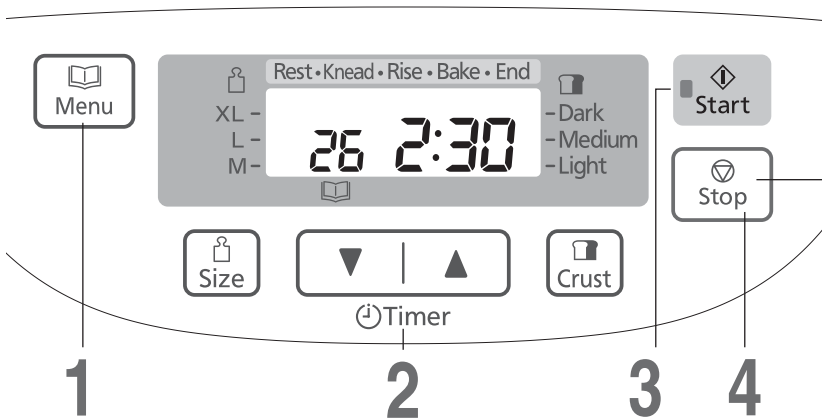 Menu
Rest • Knead • Rise • Bake • End
XL –
L –
M –
26 2:30
– Dark
– Medium
– Light
Start
Stop
Size
Timer
Crust
1
2
3
4